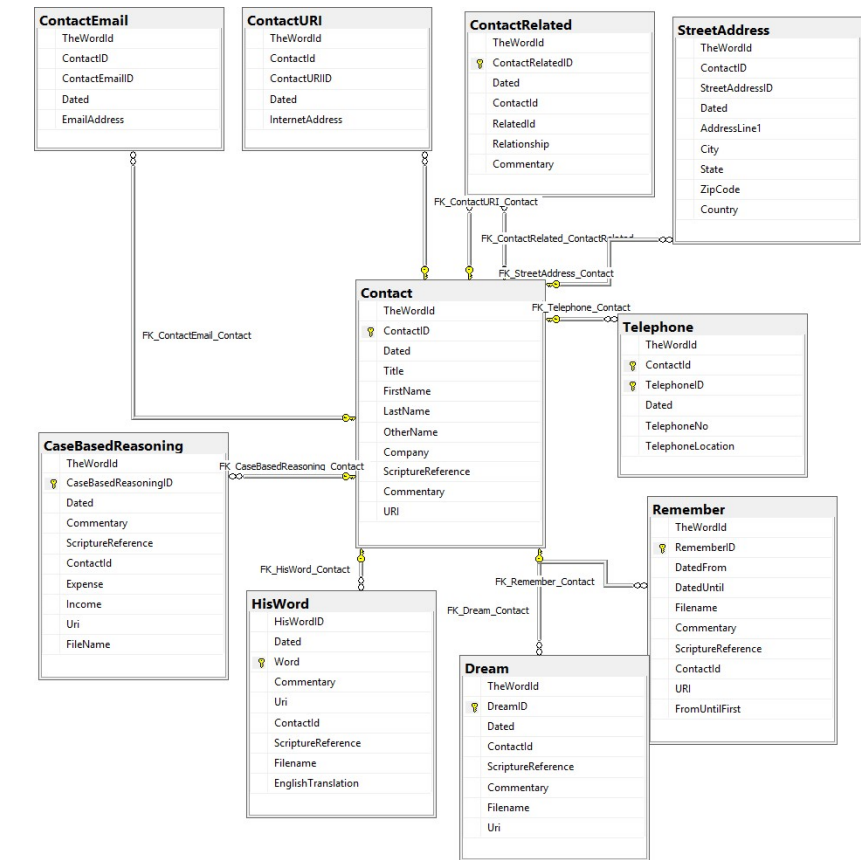 ContactEmail
TheWordId
ContactID
ContactEmailID
Dated
EmailAddress
ContactURI
TheWordId
ContactId
ContactURIID
Dated
InternetAddress
ContactRelated
TheWordId
ContactRelatedID
Dated
ContactId
RelatedId
Relationship
Commentary
StreetAddress
TheWordId
ContactID
StreetAddressID
Dated
AddressLine1
City
State
ZipCode
Country
FK_ContactURI_Contact
FK_ContactRelated_ContactRelated
FK_StreetAddress_Contact
FK_Telephone_Contact
FK_ContactEmail_Contact
Contact
TheWordId
ContactID
Dated
Title
FirstName
LastName
OtherName
Company
ScriptureReference
Commentary
URI
Telephone
TheWordId
ContactId
TelephoneID
Dated
TelephoneNo
TelephoneLocation
CaseBasedReasoning
TheWordId
CaseBasedReasoningID
Dated
Commentary
ScriptureReference
ContactId
Expense
Income
Uri
FileName
FK_CaseBasedReasoning_Contact
FK_HisWord_Contact
FK_Remember_Contact
FK_Dream_Contact
HisWord
HisWordID
Dated
Word
Commentary
Uri
ContactId
ScriptureReference
Filename
EnglishTranslation
Remember
TheWordId
RememberID
DatedFrom
DatedUntil
Filename
Commentary
ScriptureReference
ContactId
URI
FromUntilFirst
Dream
TheWordId
DreamID
Dated
ContactId
ScriptureReference
Commentary
Filename
Uri